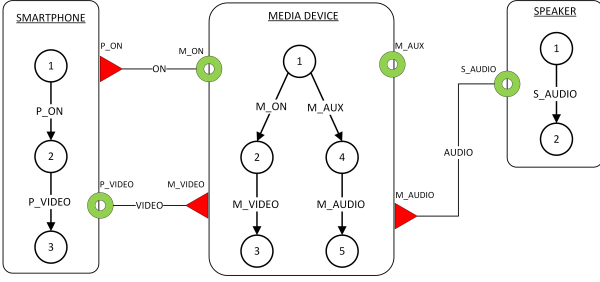 SMARTPHONE
MEDIA DEVICE
SPEAKER
P_ON
M_ON
M_AUX
1
1
1
ON
S_AUDIO
P_ON
M_ON
M_AUX
S_AUDIO
2
2
4
2
AUDIO
P_VIDEO
M_VIDEO
M_AUDIO
P_VIDEO
VIDEO
M_VIDEO
M_AUDIO
3
3
5